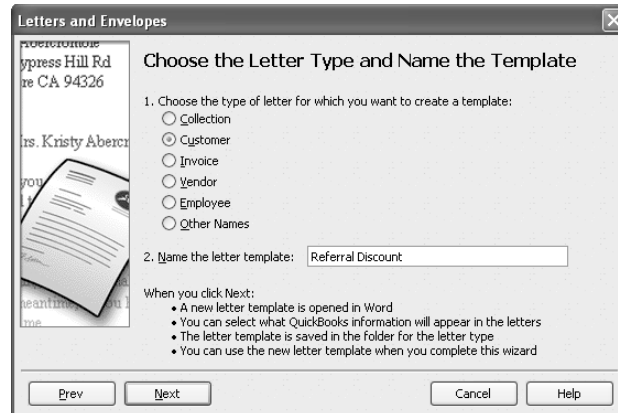 Letters and Envelopes
ypress Hill Rd
re CA 94326
rs. Kristy Abercr
you
Choose the Letter Type and Name the Template
1. Choose the type of letter for which you want to create a template:
Collection
Customer
Invoice
Vendor
Employee
Other Names
2. Name the letter template: Referral Discount
When you click Next:
• A new letter template is opened in Word
• You can select what QuickBooks information will appear in the letters
• The letter template is saved in the folder for the letter type
• You can use the new letter template when you complete this wizard
Prev Next Cancel Help